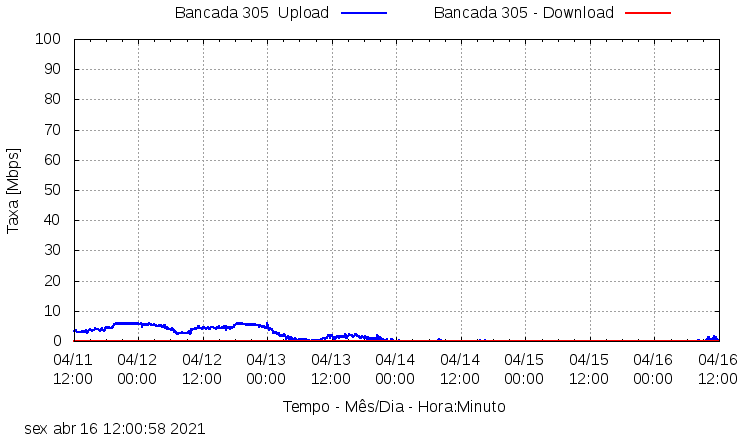 Bancada 305  Upload
Bancada 305 - Download
100
90
80
70
60
50
40
30
20
10
0
Taxa [Mbps]
04/11 04/12 04/12 04/13 04/13 04/14 04/14 04/15 04/15 04/16 04/16
12:00 00:00 12:00 00:00 12:00 00:00 12:00 00:00 12:00 00:00 12:00
Tempo - Mês/Dia - Hora:Minuto
sex abr 16 12:00:58 2021